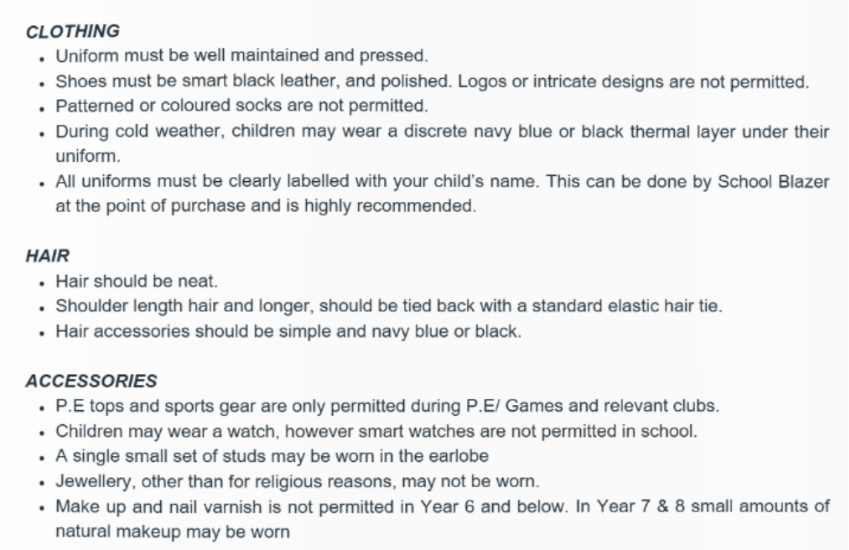 CLOTHING
• Uniform must be well maintained and pressed.
• Shoes must be smart black leather, and polished. Logos or intricate designs are not permitted.
• Patterned or coloured socks are not permitted.
• During cold weather, children may wear a discrete navy blue or black thermal layer under their
uniform.
• All uniforms must be clearly labelled with your child's name. This can be done by School Blazer
at the point of purchase and is highly recommended.
HAIR
• Hair should be neat.
• Shoulder length hair and longer, should be tied back with a standard elastic hair tie.
• Hair accessories should be simple and navy blue or black.
ACCESSORIES
• P.E tops and sports gear are only permitted during P.E/ Games and relevant clubs.
• Children may wear a watch, however smart watches are not permitted in school.
• A single small set of studs may be worn in the earlobe
• Jewellery, other than for religious reasons, may not be worn.
• Make up and nail varnish is not permitted in Year 6 and below. In Year 7 & 8 small amounts of
natural makeup may be worn